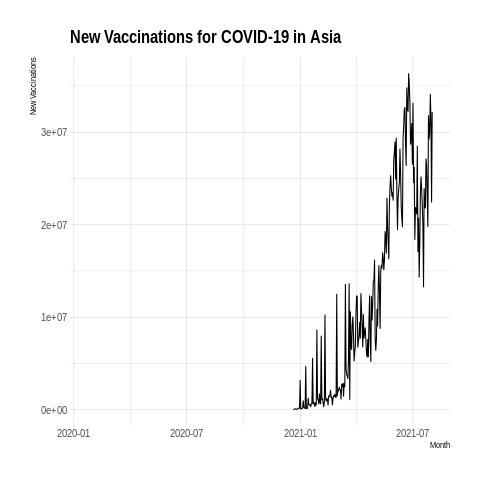 New Vaccinations for COVID-19 in Asia
New Vaccinations
3e+07
2e+07
1e+07
0e+00
2020-01 2020-07 2021-01 2021-07
Month